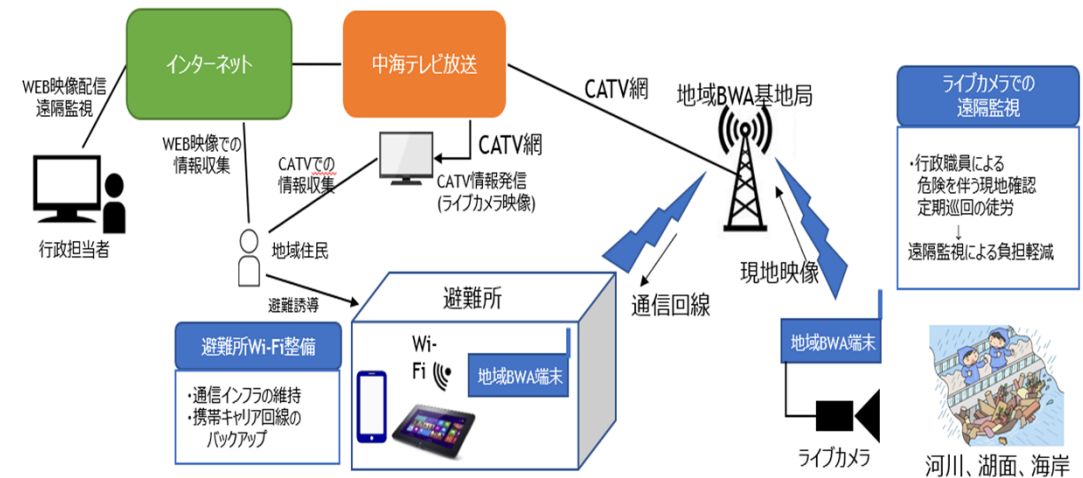 インターネット
中海テレビ放送
WEB映像配信
遠隔監視
行政担当者
WEB映像での
情報収集
CATVでの
情報収集
地域住民
避難誘導
CATV網
CATV情報発信
(ライブカメラ映像)
CATV網
地域BWA基地局
通信回線
現地映像
ライブカメラでの
遠隔監視
・行政職員による
危険を伴う現地確認
定期巡回の徒労
↓
遠隔監視による負担軽減
避難所Wi-Fi整備
・通信インフラの維持
・携帯キャリア回線の
バックアップ
避難所
Wi-
Fi
地域BWA端末
地域BWA端末
ライブカメラ
河川、湖面、海岸